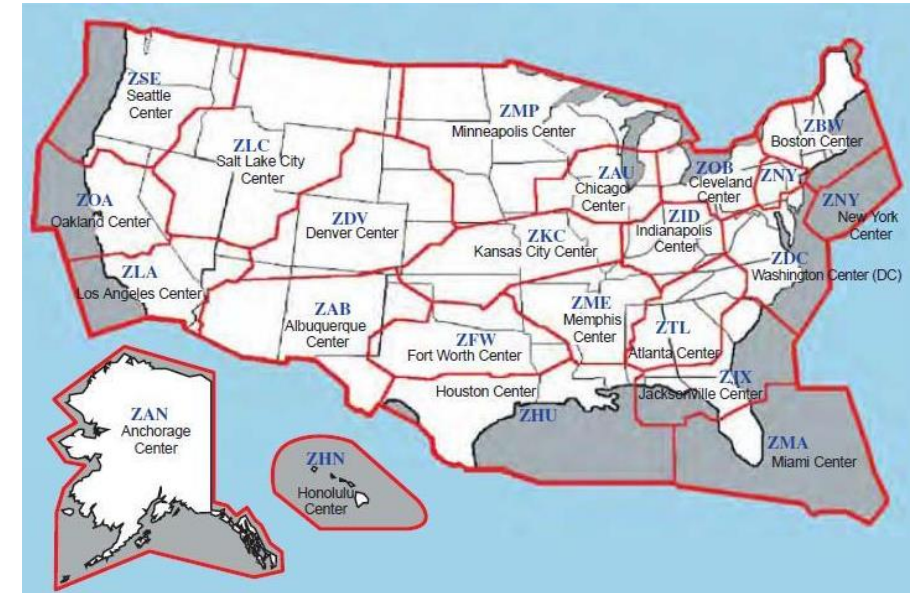 ZSE
Seattle
Center
ZLC
Salt Lake City
Center
ZMP
Minneapolis Center
ZBW
Boston Center
ZAU
Chicago
Center
ZOB
Cleveland
Center
ZNY
ZNY
New York
Center
ZOA
Oakland Center
ZDV
Denver Center
ZKC
Kansas City Center
ZID
Indianapolis
Center
ZDC
Washington Center (DC)
ZLA
Los Angeles Center
ZAB
Albuquerque
Center
ZFW
Fort Worth Center
ZME
Memphis
Center
ZTL
Atlanta Center
ZJX
Jacksonville Center
Houston Center
ZHU
ZMA
Miami Center
ZAN
Anchorage
Center
ZHN
Honolulu
Center